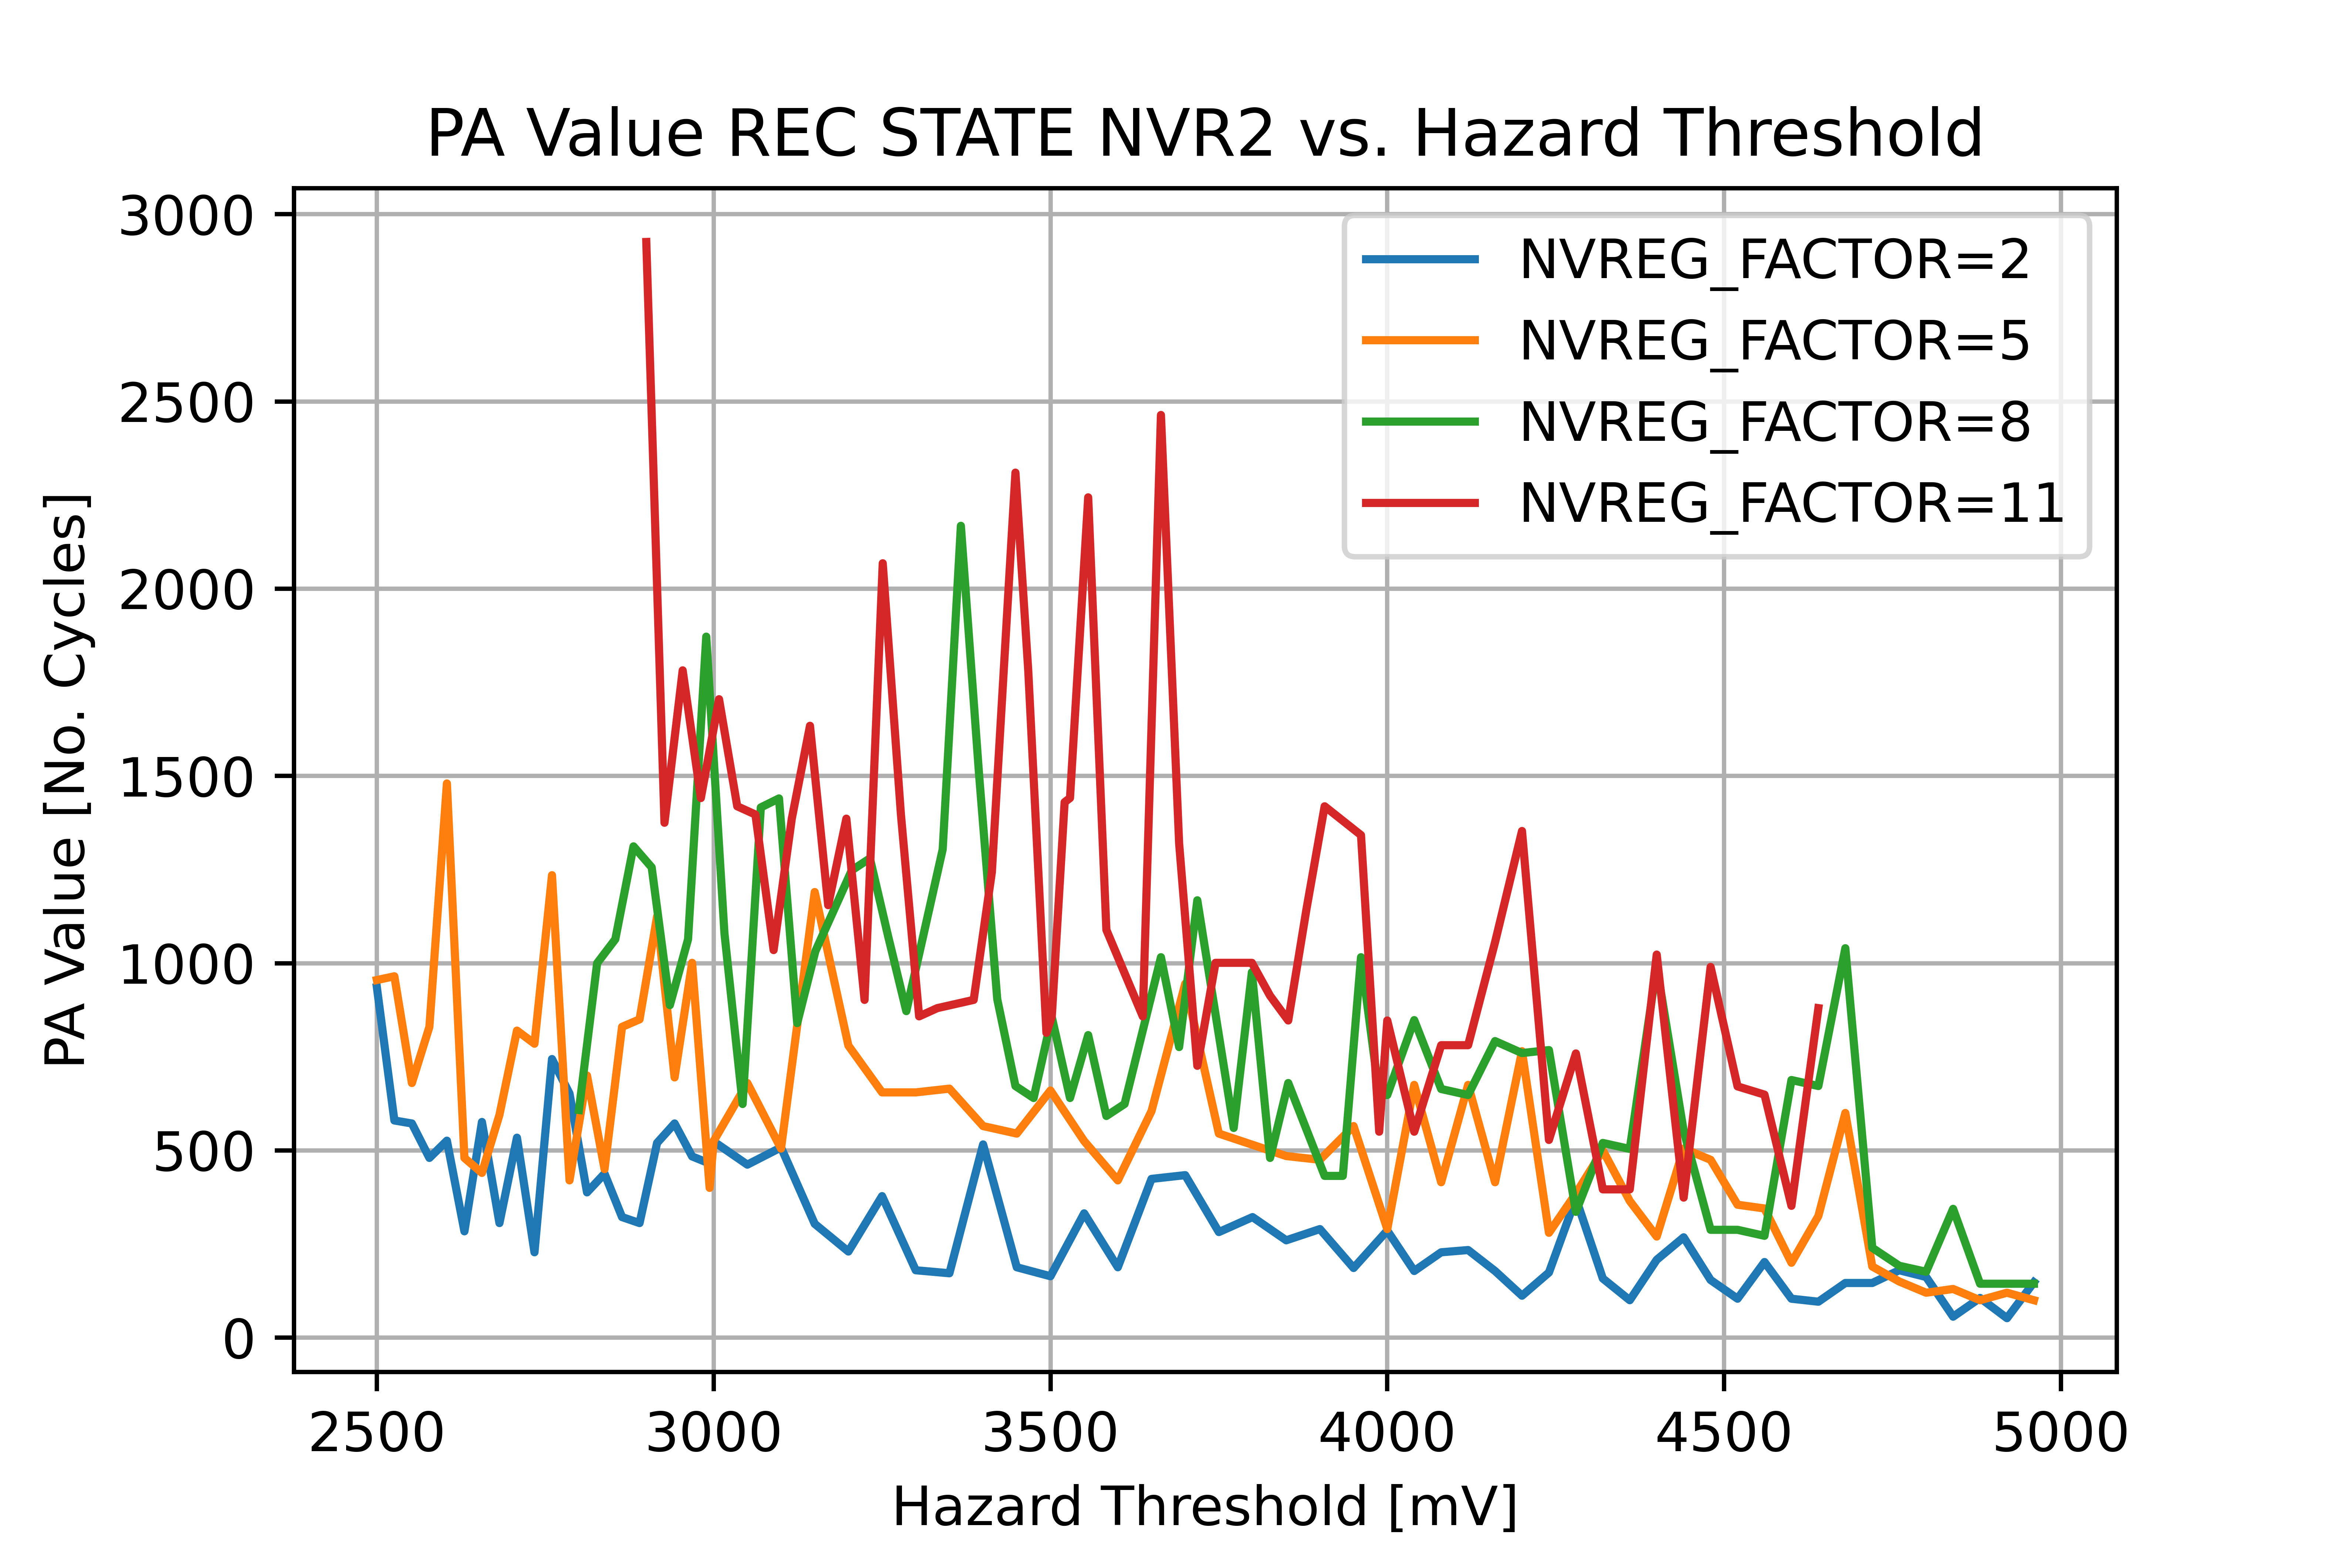 PA Value REC STATE NVR2 vs. Hazard Threshold
3000
2500
2000
1500
1000
500
0
PA Value [No. Cycles]
NVREG_FACTOR=2
NVREG_FACTOR=5
NVREG_FACTOR=8
NVREG_FACTOR=11
2500 3000 3500 4000 4500 5000
Hazard Threshold [mV]